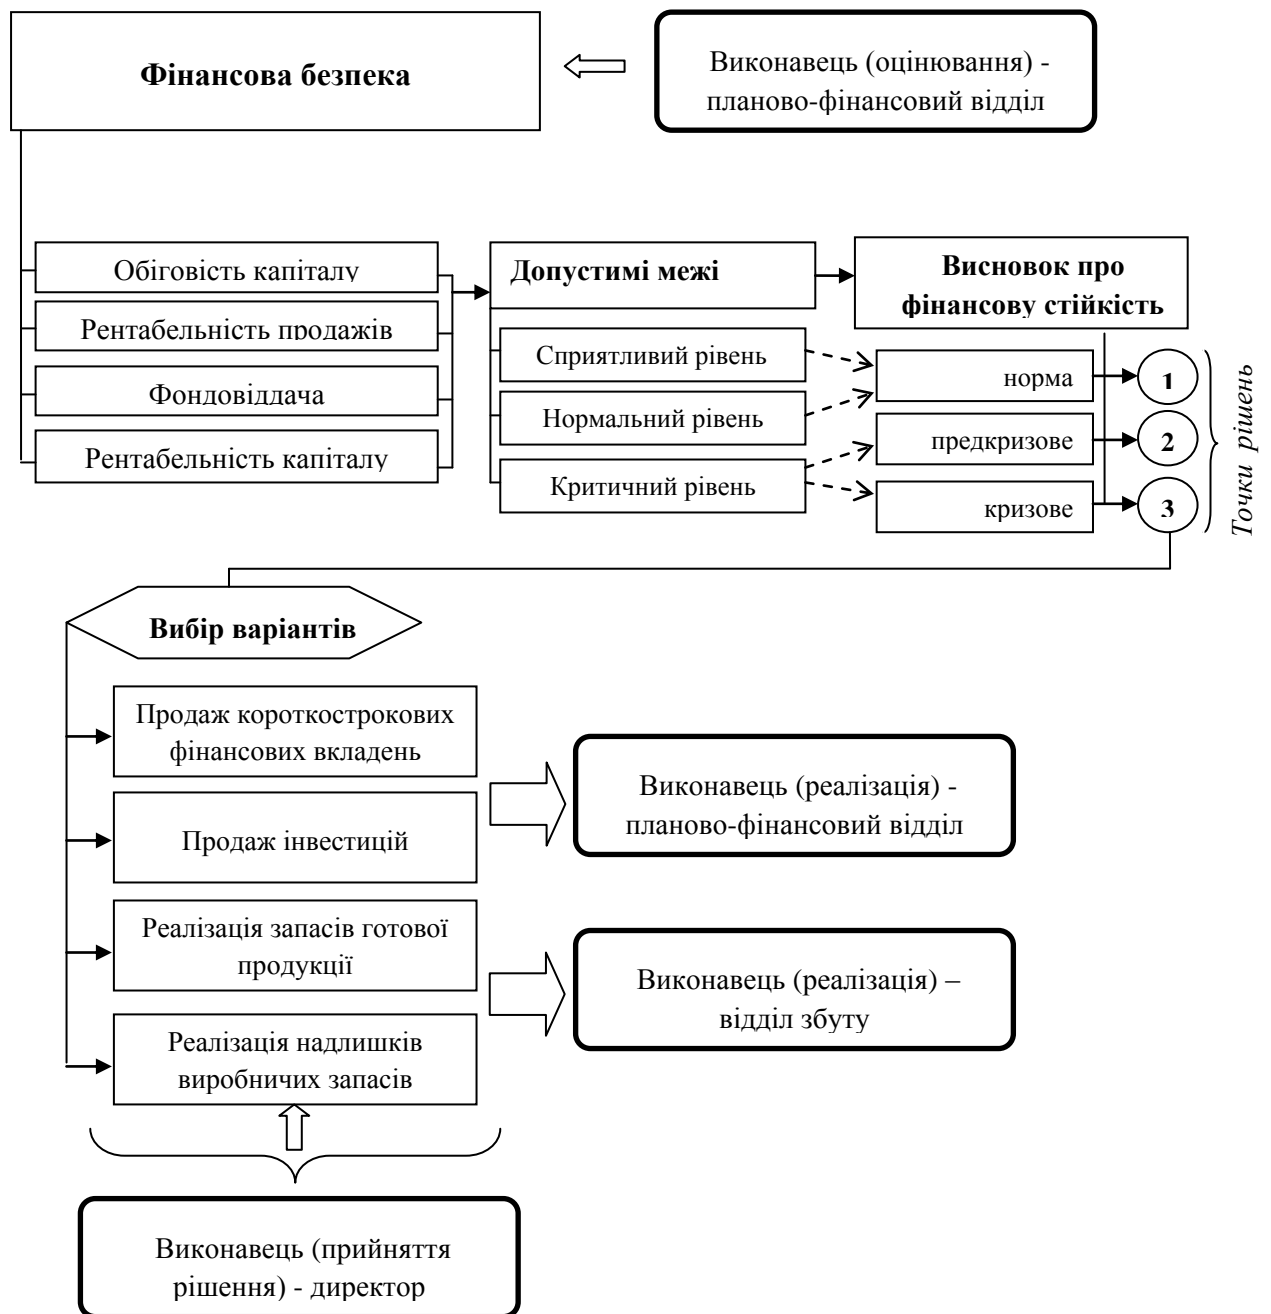 Фінансова безпека
Виконавець (оцінювання) -
планово-фінансовий відділ
Обіговість капіталу
Рентабельність продажів
Фондовіддача
Рентабельність капіталу
Допустимі межі
Сприятливий рівень
Нормальний рівень
Критичний рівень
Висновок про
фінансову стійкість
норма
предкризове
кризове
1
2
3
Точки рішень
Вибір варіантів
Продаж короткострокових
фінансових вкладень
Продаж інвестицій
Реалізація запасів готової
продукції
Реалізація надлишків
виробничих запасів
Виконавець (реалізація) -
планово-фінансовий відділ
Виконавець (реалізація) –
відділ збуту
Виконавець (прийняття
рішення) - директор